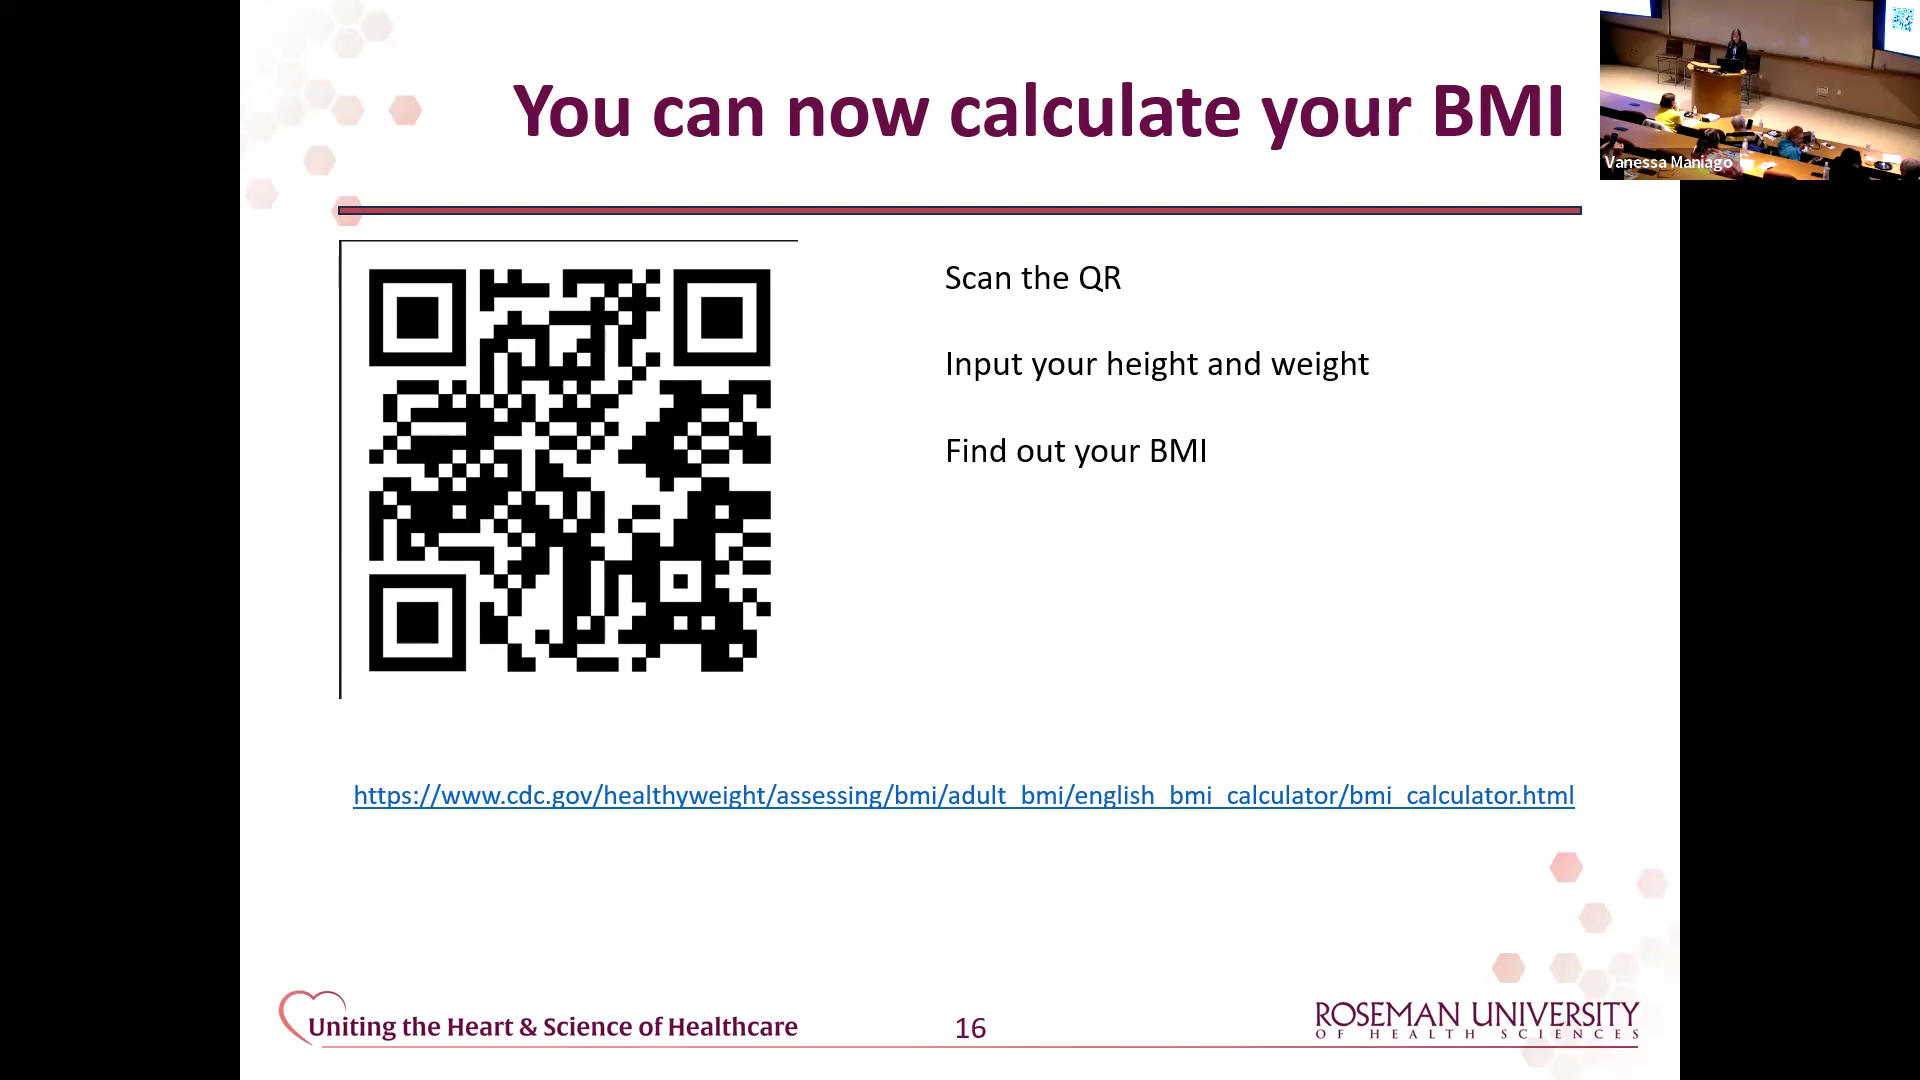 You can now calculate your BMI
Vanessa Maniago
Scan the QR
Input your height and weight
Find out your BMI
https://www.cdc.gov/healthyweight/assessing/bmi/adult_bmi/english_bmi_calculator/bmi_calculator.html
Uniting the Heart & Science of Healthcare
16
ROSEMAN UNIVERSITY
OF HEALTH SCIENCES